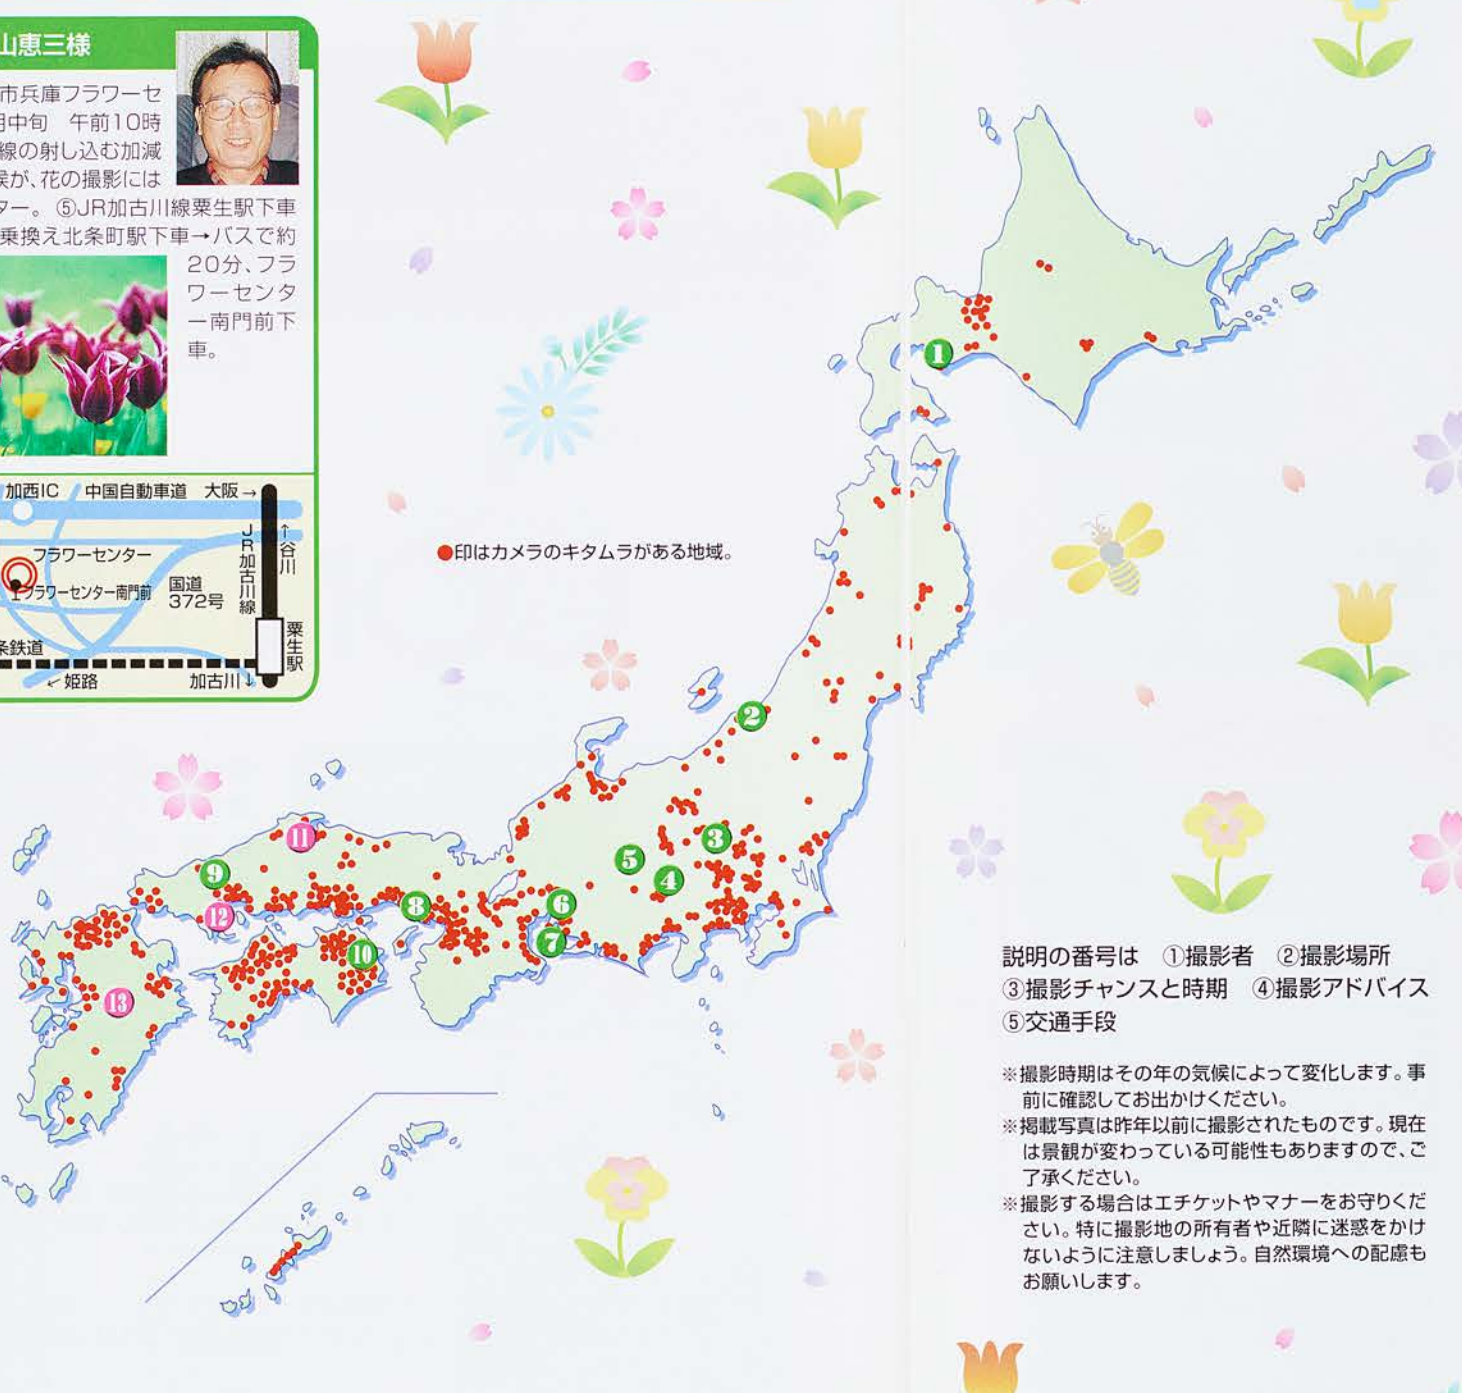 山恵三様
市兵庫フラワーセ
月中旬　午前10時
線の射し込む加減
候が、花の撮影には
ター。⑤JR加古川線粟生駅下車
乗換え北条町駅下車→バスで約
20分、フラ
ワーセンタ
ー南門前下
車。
加西IC　中国自動車道　大阪→
JR加古川線
↑谷川
フラワーセンター
フラワーセンター南門前
国道
372号
粟生駅
条鉄道
←姫路
加古川↓
●印はカメラのキタムラがある地域。
1
2
3
5
4
9
11
12
8
6
7
10
13
説明の番号は　①撮影者　②撮影場所
③撮影チャンスと時期　④撮影アドバイス
⑤交通手段
※撮影時期はその年の気候によって変化します。事
前に確認してお出かけください。
※掲載写真は昨年以前に撮影されたものです。現在
は景観が変わっている可能性もありますので、ご
了承ください。
※撮影する場合はエチケットやマナーをお守りくだ
さい。特に撮影地の所有者や近隣に迷惑をかけ
ないように注意しましょう。自然環境への配慮も
お願いします。